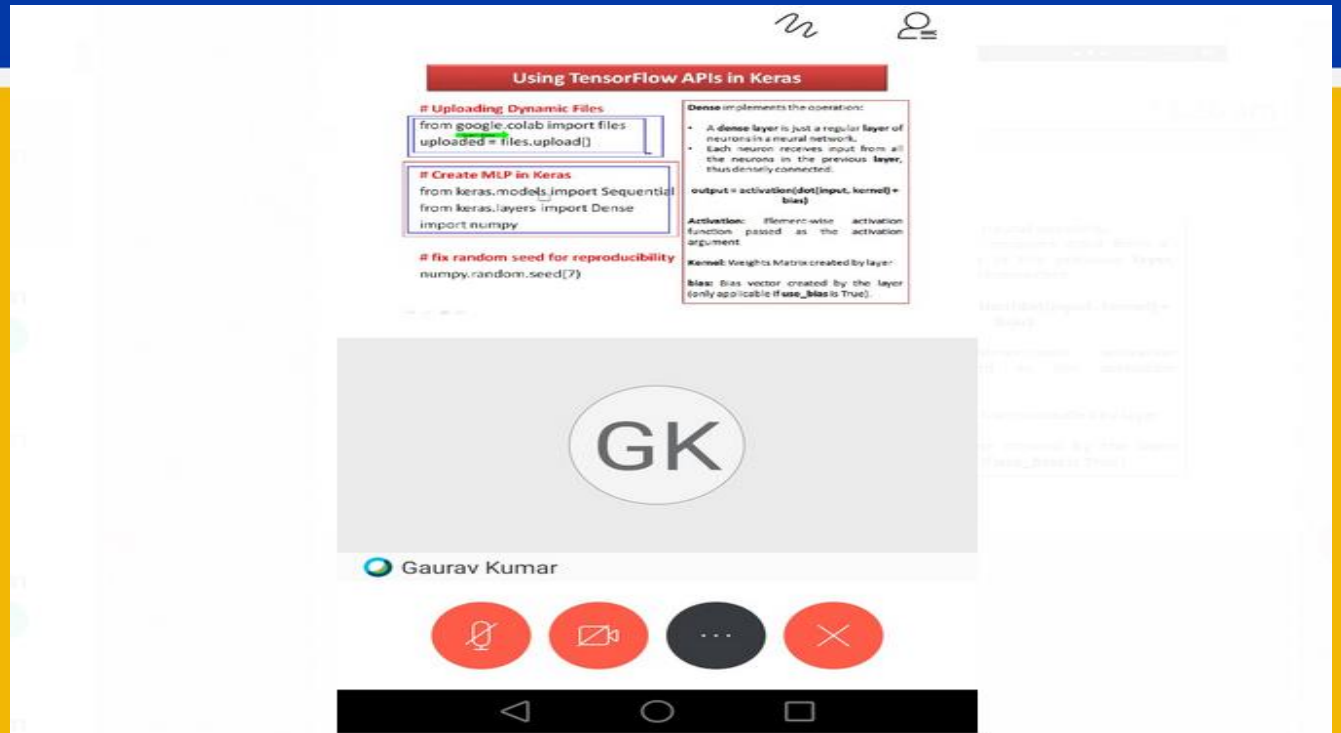 Using TensorFlow APIs in Keras
# Uploading Dynamic Files
from google.colab import files
uploaded = files.upload()
# Create MLP in Keras
from keras.models import Sequential
from keras.layers import Dense
import numpy
# fix random seed for reproducibility
numpy.random.seed(7)
Dense implements the operation:
• A dense layer is just a regular layer of
neurons in a neural network.
• Each neuron receives input from all
the neurons in the previous layer,
thus densely connected.
output = activation(dot(input, kernel) +
bias)
Activation: Element-wise activation
function passed as the activation
argument
Kernel: Weights Matrix created by layer
bias: Bias vector created by the layer
(only applicable if use_bias is True).
GK
Gaurav Kumar